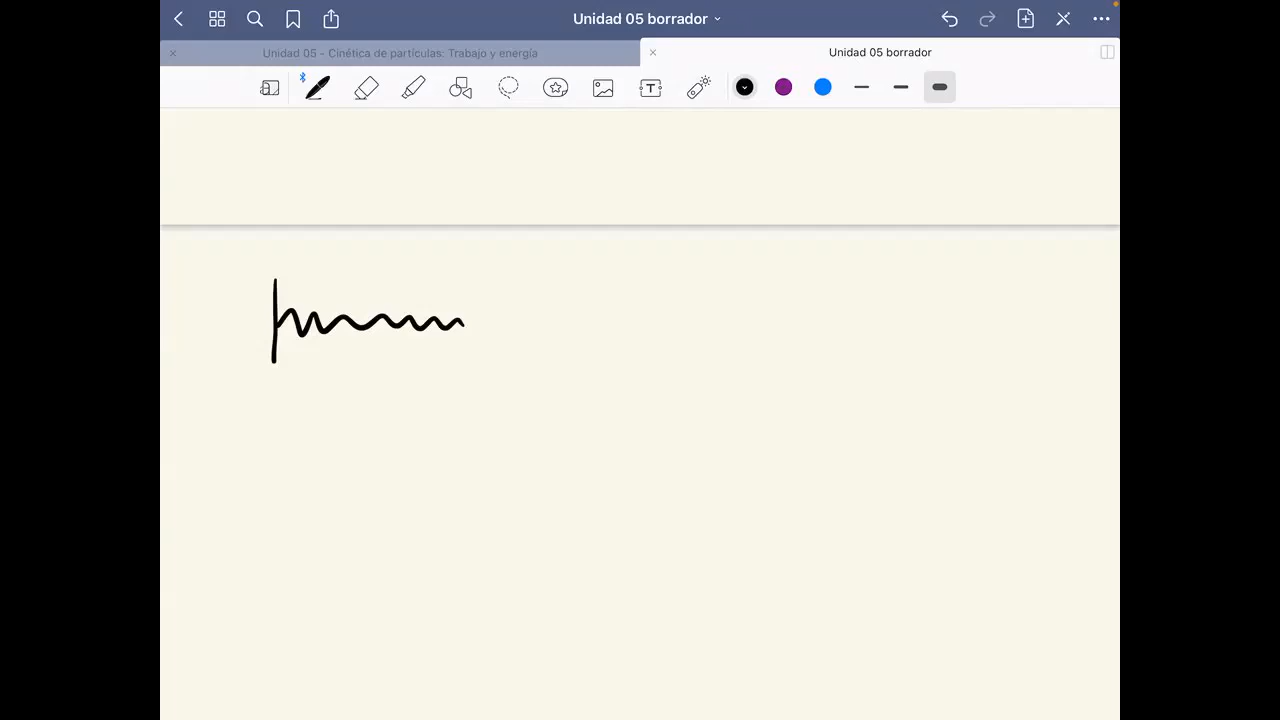 Unidad 05 borrador
Unidad 05 - Cinética de partículas: Trabajo y energía
Unidad 05 borrador
T